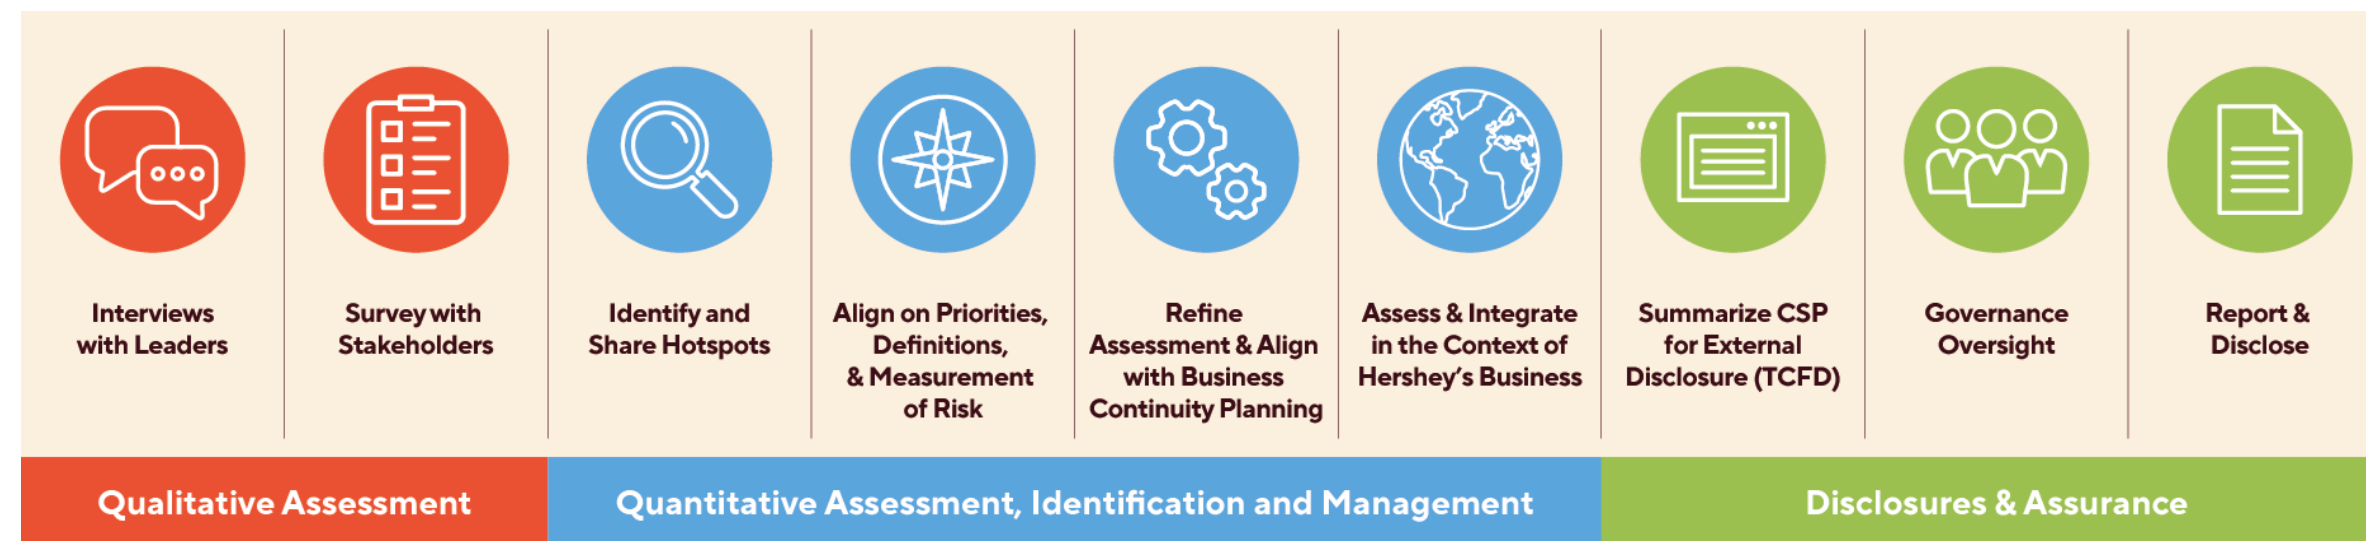 Interviews
with Leaders
Survey with
Stakeholders
Identify and
Share Hotspots
Align on Priorities,
Definitions,
& Measurement
of Risk
Refine
Assessment & Align
with Business
Continuity Planning
Assess & Integrate
in the Context of
Hershey’s Business
Summarize CSP
for External
Disclosure (TCFD)
Governance
Oversight
Report &
Disclose
Qualitative Assessment
Quantitative Assessment, Identification and Management
Disclosures & Assurance